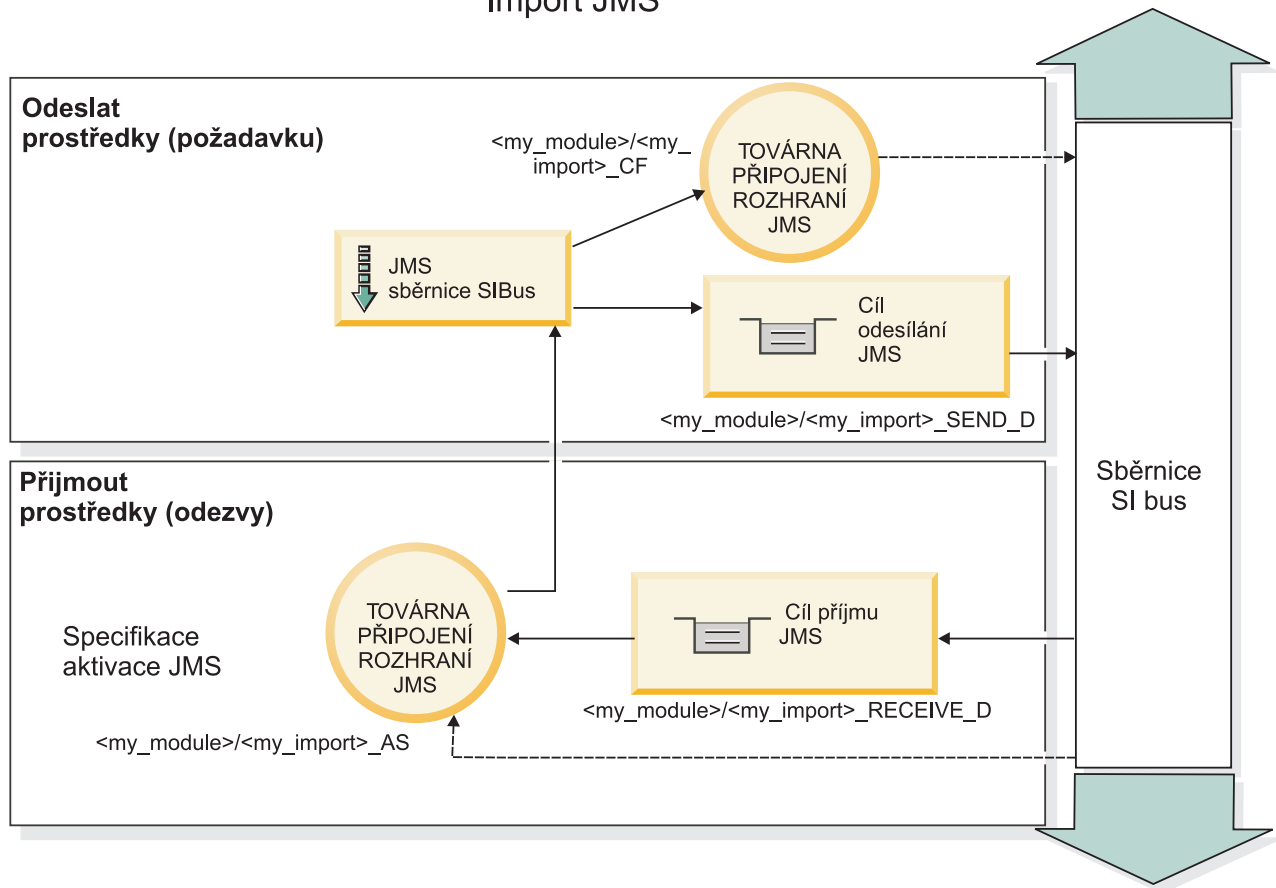 Import JMS
Odeslat
prostředky (požadavku)
<my_module>/<my_
import>_CF
TOVÁRNA
PŘIPOJENÍ
ROZHRANÍ
JMS
JMS
sběrnice SIBus
Cíl
odesílání
JMS
<my_module>/<my_import>_SEND_D
Sběrnice
SI bus
Přijmout
prostředky (odezvy)
Specifikace
aktivace JMS
TOVÁRNA
PŘIPOJENÍ
ROZHRANÍ
JMS
Cíl příjmu
JMS
<my_module>/<my_import>_RECEIVE_D
<my_module>/<my_import>_AS